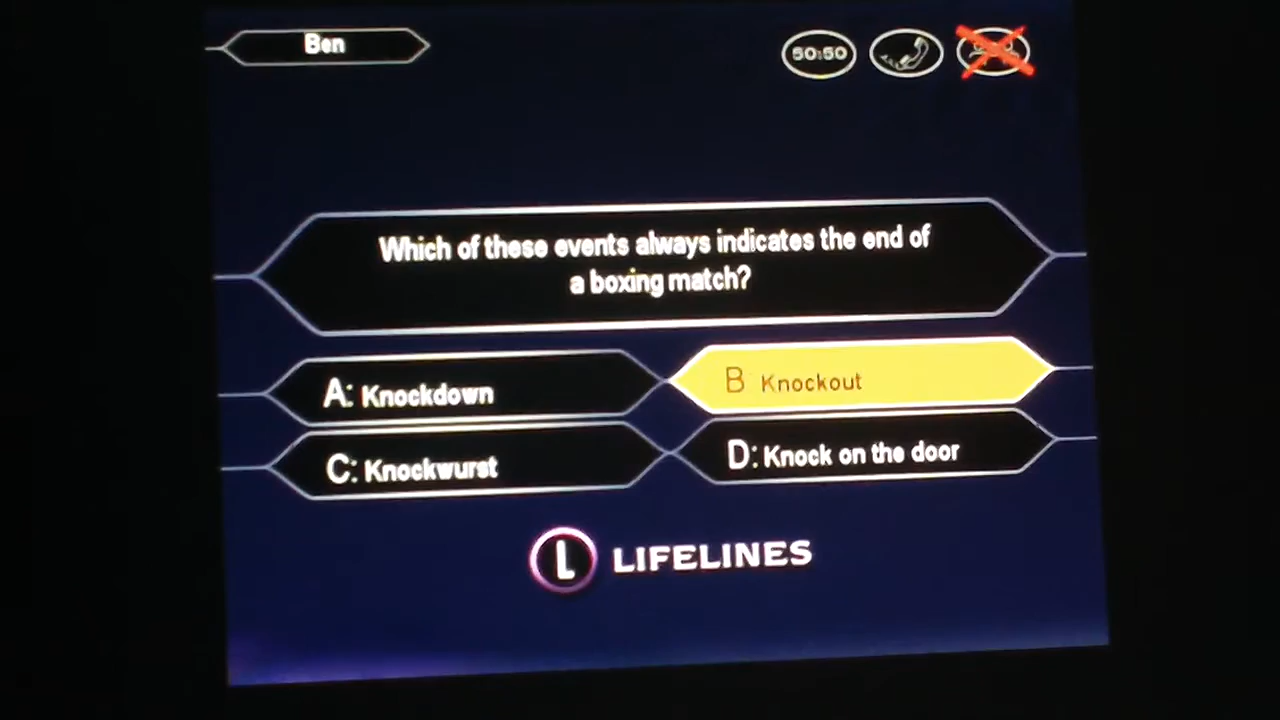 Ben
50:50
Which of these events always indicates the end of
a boxing match?
A: Knockdown
B Knockout
C: Knockwurst
D: Knock on the door
L LIFELINES